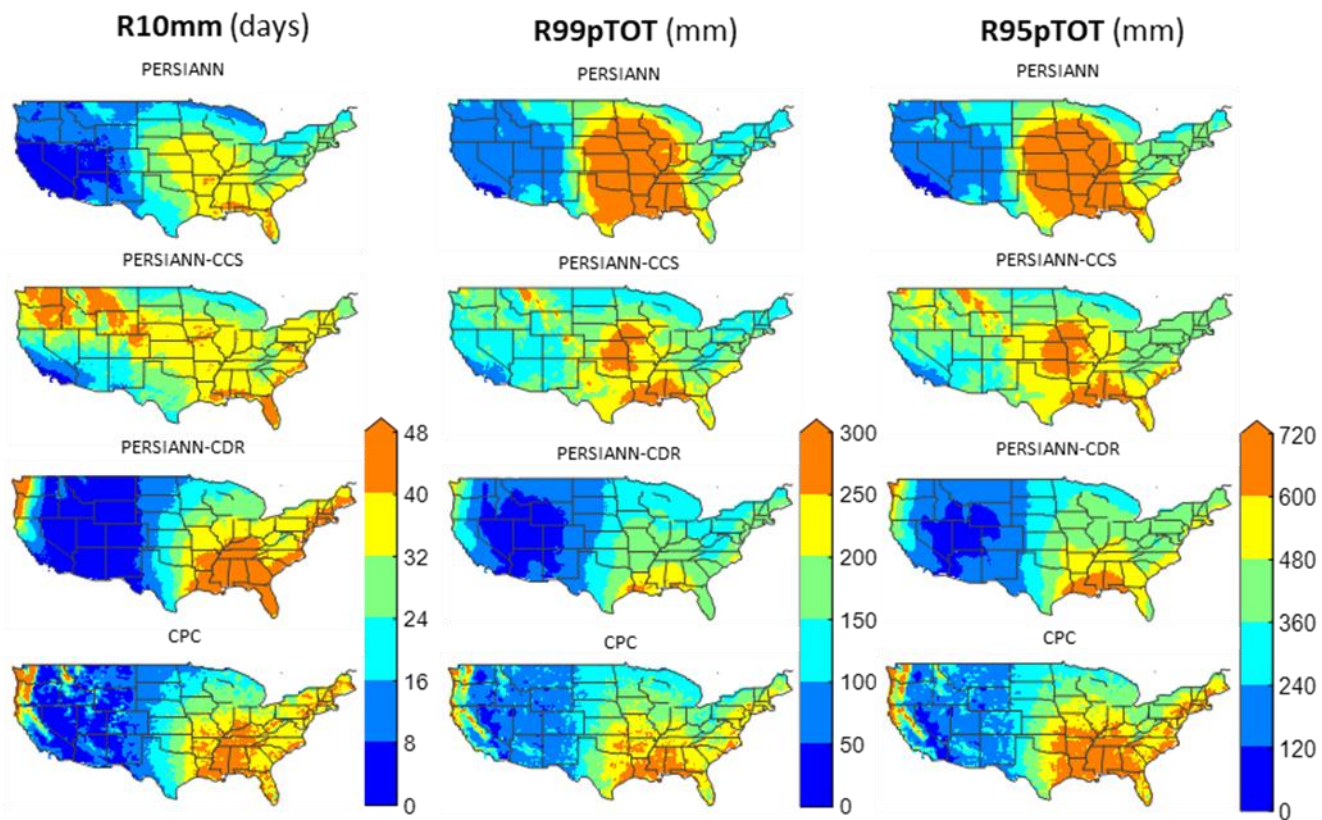 R10mm (days)
R99pTOT (mm)
R95pTOT (mm)
PERSIANN
PERSIANN
PERSIANN
PERSIANN-CCS
PERSIANN-CCS
PERSIANN-CCS
PERSIANN-CDR
PERSIANN-CDR
PERSIANN-CDR
CPC
CPC
CPC
48
40
32
24
16
8
0
300
250
200
150
100
50
0
720
600
480
360
240
120
0